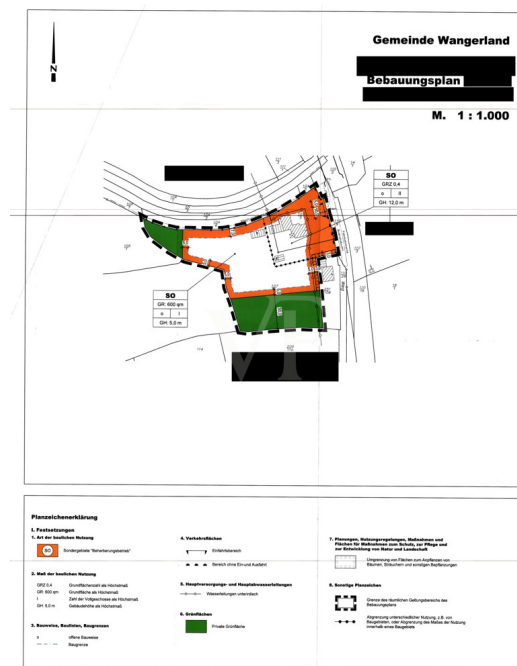 Gemeinde Wangerland
Bebauungsplan
M. 1 : 1.000
N
SO
GRZ 0,4
o II
GH: 12,0 m
SO
GR: 600 qm
o I
GH: 5,0 m
VP
Planzeichenerklärung
I. Festsetzungen
1. Art der baulichen Nutzung
SO Sondergebiete "Beherbergungsbetrieb"
2. Maß der baulichen Nutzung
GRZ 0,4 Grundflächenzahl als Höchstmaß
GR: 600 qm Grundfläche als Höchstmaß
I Zahl der Vollgeschosse als Höchstmaß
GH: 5,0 m Gebäudehöhe als Höchstmaß
3. Bauweise, Baulinien, Baugrenzen
o offene Bauweise
Baugrenze
4. Verkehrsflächen
Einfahrtsbereich
Bereich ohne Ein-und Ausfahrt
5. Hauptversorgungs- und Hauptabwasserleitungen
Wasserleitungen unterirdisch
6. Grünflächen
Private Grünfläche
7. Planungen, Nutzungsregelungen, Maßnahmen und
Flächen für Maßnahmen zum Schutz, zur Pflege und
zur Entwicklung von Natur und Landschaft
Umgrenzung von Flächen zum Anpflanzen von
Bäumen, Sträuchern und sonstigen Bepflanzungen
8. Sonstige Planzeichen
Grenze des räumlichen Geltungsbereichs des
Bebauungsplans
Abgrenzung unterschiedlicher Nutzung, z.B. von
Baugebieten, oder Abgrenzung des Maßes der Nutzung
innerhalb eines Baugebiets